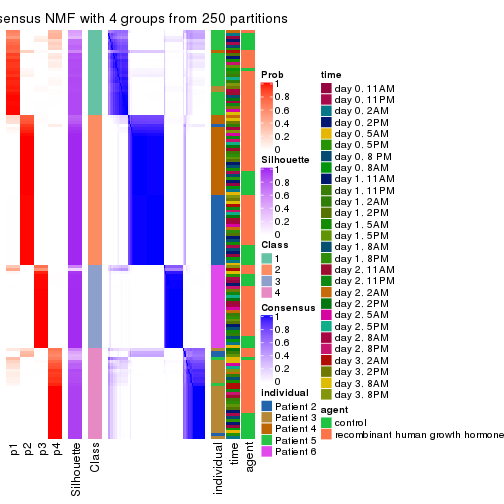 sensus NMF with 4 groups from 250 partitions
Prob
1
0.8
0.6
0.4
0.2
0
Silhouette
1
0.8
0.6
0.4
0.2
0
Class
1
2
3
4
Consensus
1
0.8
0.6
0.4
0.2
0
individual
Patient 2
Patient 3
Patient 4
Patient 5
Patient 6
time
day 0. 11AM
day 0. 11PM
day 0. 2AM
day 0. 2PM
day 0. 5AM
day 0. 5PM
day 0. 8 PM
day 0. 8AM
day 1. 11AM
day 1. 11PM
day 1. 2AM
day 1. 2PM
day 1. 5AM
day 1. 5PM
day 1. 8AM
day 1. 8PM
day 2. 11AM
day 2. 11PM
day 2. 2AM
day 2. 2PM
day 2. 5AM
day 2. 5PM
day 2. 8AM
day 2. 8PM
day 3. 2AM
day 3. 2PM
day 3. 8AM
day 3. 8PM
agent
control
recombinant human growth hormone
p1
p2
p3
p4
Silhouette
Class
individual
time
agent